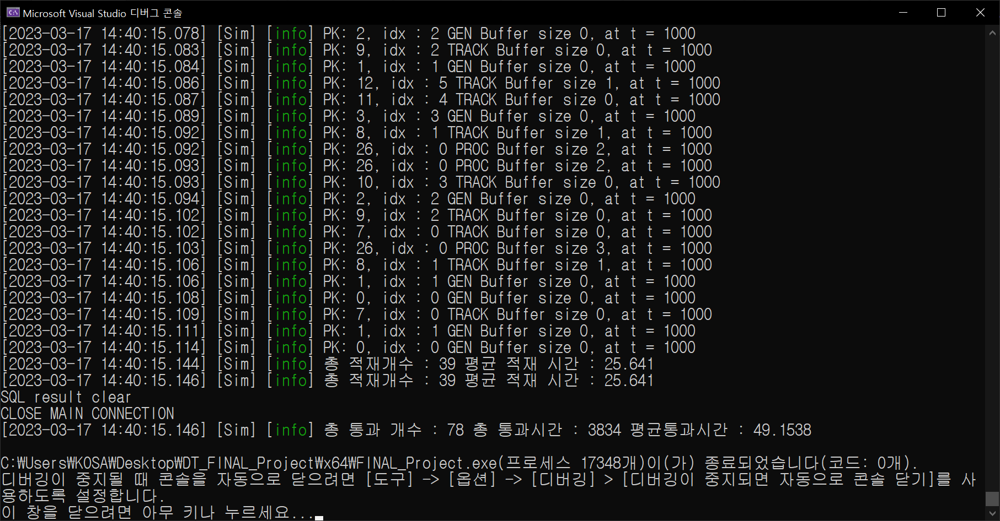 Microsoft Visual Studio 디버그 콘솔
[2023-03-17 14:40:15.078] [Sim] [info] PK: 2, idx : 2 GEN Buffer size 0, at t = 1000
[2023-03-17 14:40:15.083] [Sim] [info] PK: 9, idx : 2 TRACK Buffer size 0, at t = 1000
[2023-03-17 14:40:15.084] [Sim] [info] PK: 1, idx : 1 GEN Buffer size 0, at t = 1000
[2023-03-17 14:40:15.086] [Sim] [info] PK: 12, idx : 5 TRACK Buffer size 1, at t = 1000
[2023-03-17 14:40:15.087] [Sim] [info] PK: 11, idx : 4 TRACK Buffer size 0, at t = 1000
[2023-03-17 14:40:15.089] [Sim] [info] PK: 3, idx : 3 GEN Buffer size 0, at t = 1000
[2023-03-17 14:40:15.092] [Sim] [info] PK: 8, idx : 1 TRACK Buffer size 1, at t = 1000
[2023-03-17 14:40:15.092] [Sim] [info] PK: 26, idx : 0 PROC Buffer size 2, at t = 1000
[2023-03-17 14:40:15.093] [Sim] [info] PK: 26, idx : 0 PROC Buffer size 2, at t = 1000
[2023-03-17 14:40:15.093] [Sim] [info] PK: 10, idx : 3 TRACK Buffer size 0, at t = 1000
[2023-03-17 14:40:15.094] [Sim] [info] PK: 2, idx : 2 GEN Buffer size 0, at t = 1000
[2023-03-17 14:40:15.102] [Sim] [info] PK: 9, idx : 2 TRACK Buffer size 0, at t = 1000
[2023-03-17 14:40:15.102] [Sim] [info] PK: 7, idx : 0 TRACK Buffer size 0, at t = 1000
[2023-03-17 14:40:15.103] [Sim] [info] PK: 26, idx : 0 PROC Buffer size 3, at t = 1000
[2023-03-17 14:40:15.106] [Sim] [info] PK: 8, idx : 1 TRACK Buffer size 1, at t = 1000
[2023-03-17 14:40:15.106] [Sim] [info] PK: 1, idx : 1 GEN Buffer size 0, at t = 1000
[2023-03-17 14:40:15.108] [Sim] [info] PK: 0, idx : 0 GEN Buffer size 0, at t = 1000
[2023-03-17 14:40:15.109] [Sim] [info] PK: 7, idx : 0 TRACK Buffer size 0, at t = 1000
[2023-03-17 14:40:15.111] [Sim] [info] PK: 1, idx : 1 GEN Buffer size 0, at t = 1000
[2023-03-17 14:40:15.114] [Sim] [info] PK: 0, idx : 0 GEN Buffer size 0, at t = 1000
[2023-03-17 14:40:15.144] [Sim] [info] 총 적재개수 : 39 평균 적재 시간 : 25.641
[2023-03-17 14:40:15.146] [Sim] [info] 총 적재개수 : 39 평균 적재 시간 : 25.641
SQL result clear
CLOSE MAIN CONNECTION
[2023-03-17 14:40:15.146] [Sim] [info] 총 통과 개수 : 78 총 통과시간 : 3834 평균통과시간 : 49.1538
C:₩Users₩KOSA₩Desktop₩DT_FINAL_Project₩x64₩FINAL_Project.exe(프로세스 17348개)이(가) 종료되었습니다(코드: 0개).
디버깅이 중지될 때 콘솔을 자동으로 닫으려면 [도구] -> [옵션] -> [디버깅] > [디버깅이 중지되면 자동으로 콘솔 닫기]를 사
용하도록 설정합니다.
이 창을 닫으려면 아무 키나 누르세요...